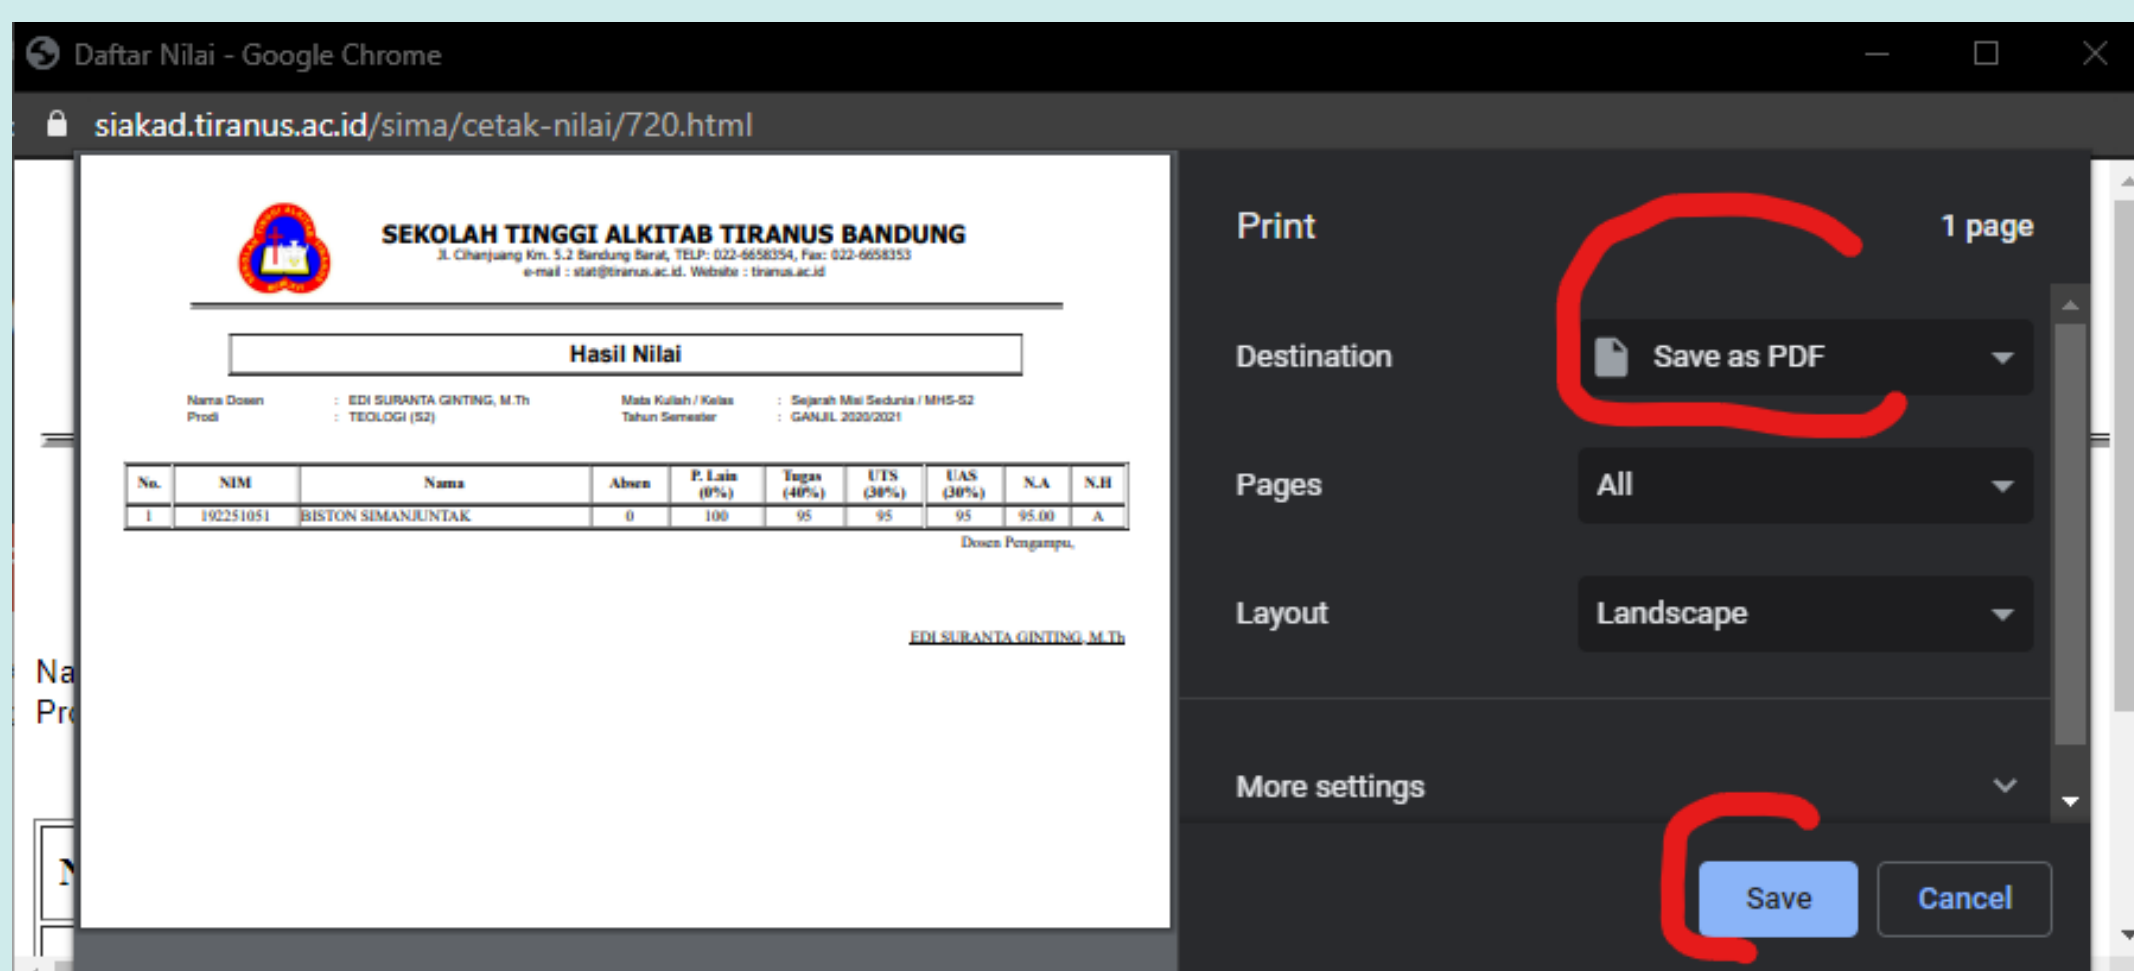 Daftar Nilai - Google Chrome
siakad.tiranus.ac.id/sima/cetak-nilai/720.html
SEKOLAH TINGGI ALKITAB TIRANUS BANDUNG
Jl. Cihanjuang Km. 5.2 Bandung Barat, TELP: 022-6658354, Fax: 022-6658353
e-mail : stat@tiranus.ac.id. Website : tiranus.ac.id
Hasil Nilai
Nama Dosen : EDI SURANTA GINTING, M.Th Mata Kuliah / Kelas : Sejarah Misi Sedunia / MHS-S2
Prodi : TEOLOGI (S2) Tahun Semester : GANJIL 2020/2021
No. NIM Nama Absen P. Lain (0%) Tugas (40%) UTS (30%) UAS (30%) N.A N.H
1 192251051 BISTON SIMANJUNTAK 0 100 95 95 95 95.00 A
Dosen Pengampu,
EDI SURANTA GINTING, M.Th
Print 1 page
Destination Save as PDF
Pages All
Layout Landscape
More settings
Save Cancel
Na
Pr
N